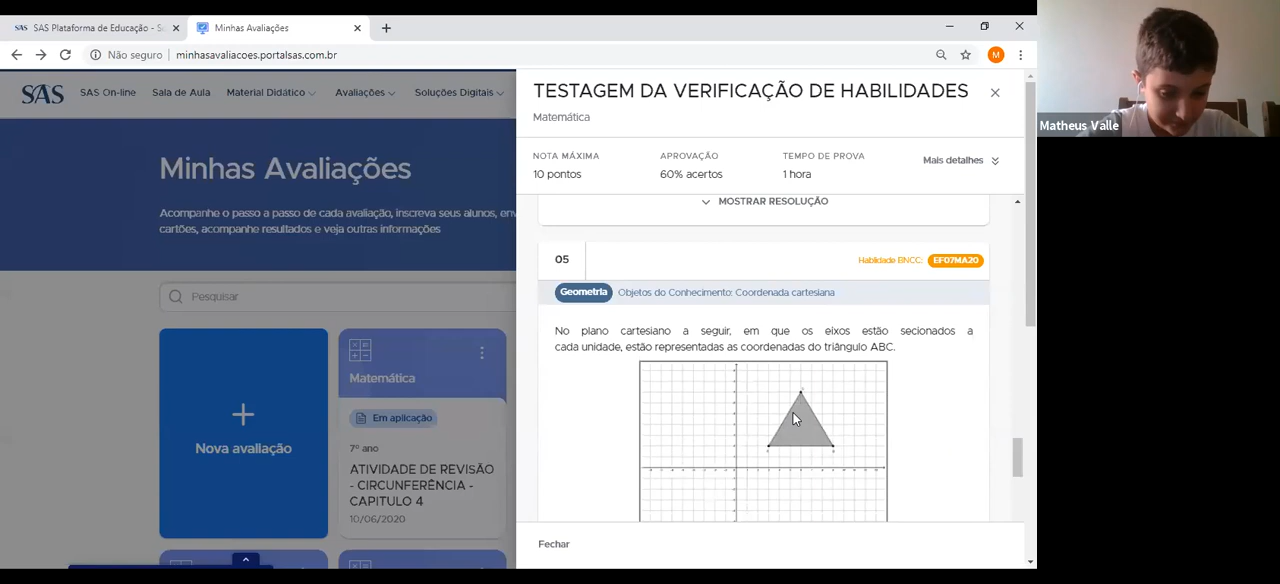 SAS SAS Plataforma de Educação - S
Minhas Avaliações
Não seguro
minhasavaliacoes.portalsas.com.br
M
SAS
SAS On-line
Sala de Aula
Material Didático
Avaliações
Soluções Digitais
Minhas Avaliações
Acompanhe o passo a passo de cada avaliação, inscreva seus alunos,
cartões, acompanhe resultados e veja outras informações
Pesquisar
Nova avaliação
Matemática
Em aplicação
7º ano
ATIVIDADE DE REVISÃO
- CIRCUNFERÊNCIA -
CAPITULO 4
10/06/2020
TESTAGEM DA VERIFICAÇÃO DE HABILIDADES
Matemática
NOTA MÁXIMA
10 pontos
APROVAÇÃO
60% acertos
TEMPO DE PROVA
1 hora
Mais detalhes
MOSTRAR RESOLUÇÃO
05
Habilidade BNCC:
EF07MA20
Geometria
Objetos do Conhecimento: Coordenada cartesiana
No plano cartesiano a seguir, em que os eixos estão secionados a
cada unidade, estão representadas as coordenadas do triângulo ABC.
Fechar
Matheus Valle